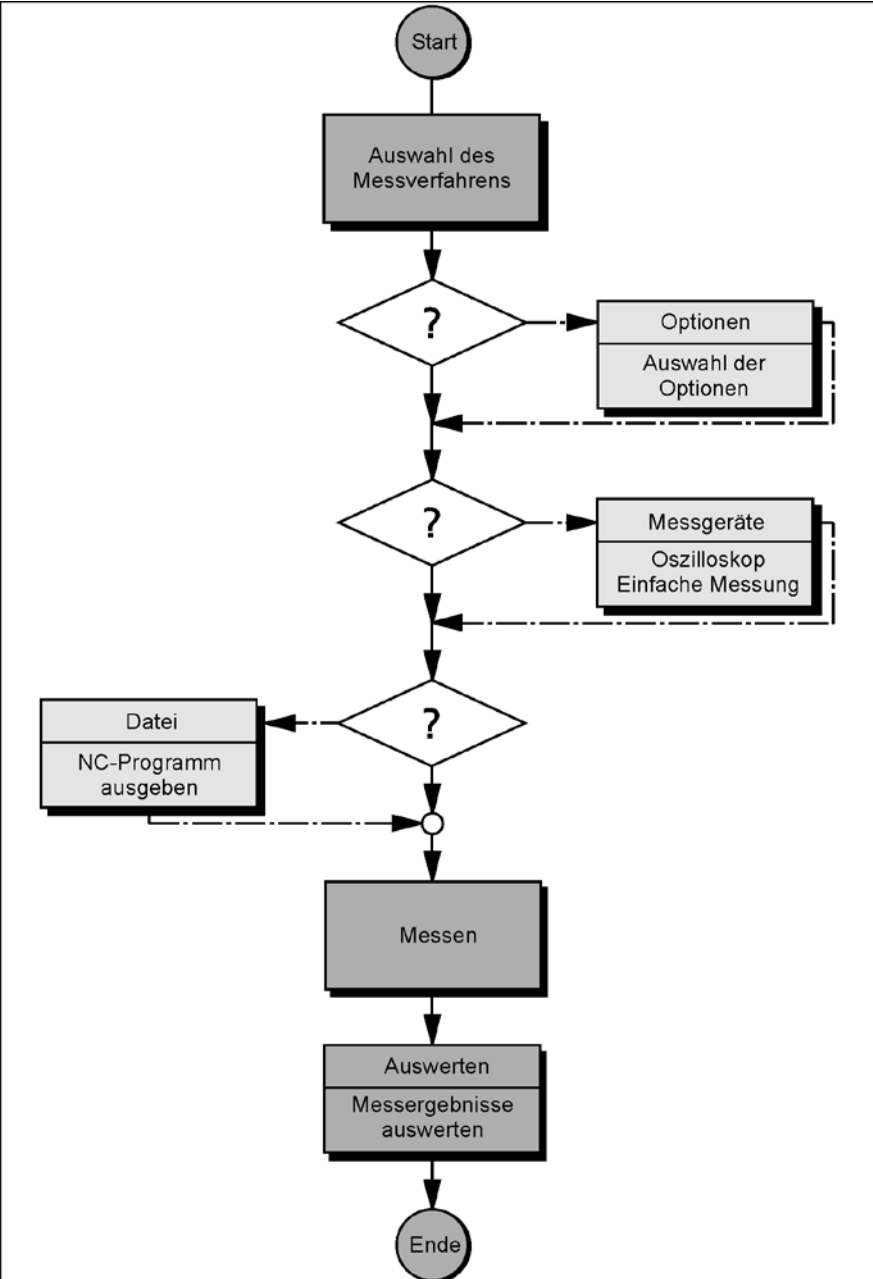 Start
Auswahl des
Messverfahrens
?
Optionen
Auswahl der
Optionen
?
Messgeräte
Oszilloskop
Einfache Messung
?
Datei
NC-Programm
ausgeben
Messen
Auswerten
Messergebnisse
auswerten
Ende